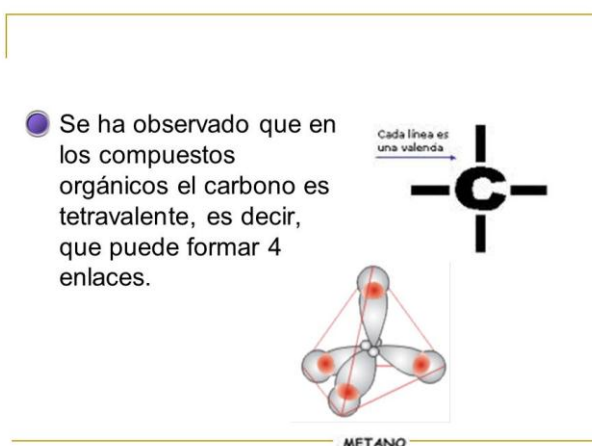 Se ha observado que en
los compuestos
orgánicos el carbono es
tetravalente, es decir,
que puede formar 4
enlaces.
Cada línea es
una valencia
C
METANO